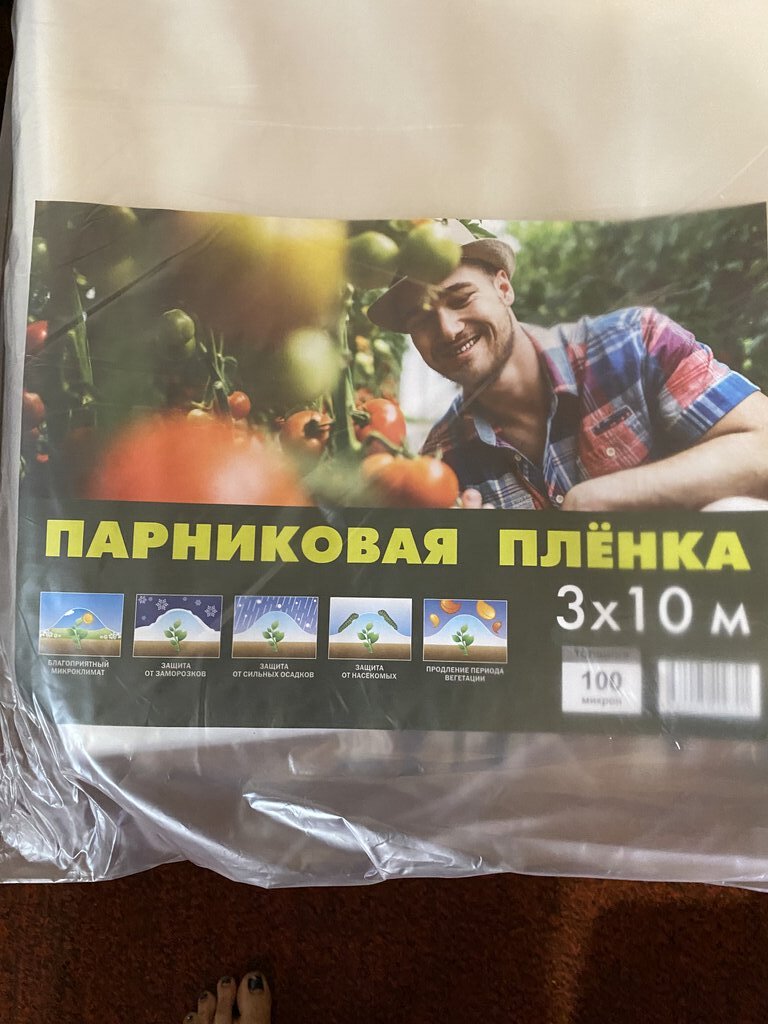 ПАРНИКОВАЯ ПЛЁНКА
3х10 м
БЛАГОПРИЯТНЫЙ
МИКРОКЛИМАТ
ЗАЩИТА
ОТ ЗАМОРОЗКОВ
ЗАЩИТА
ОТ СИЛЬНЫХ ОСАДКОВ
ЗАЩИТА
ОТ НАСЕКОМЫХ
ПРОДЛЕНИЕ ПЕРИОДА
ВЕГЕТАЦИИ
100
микрон